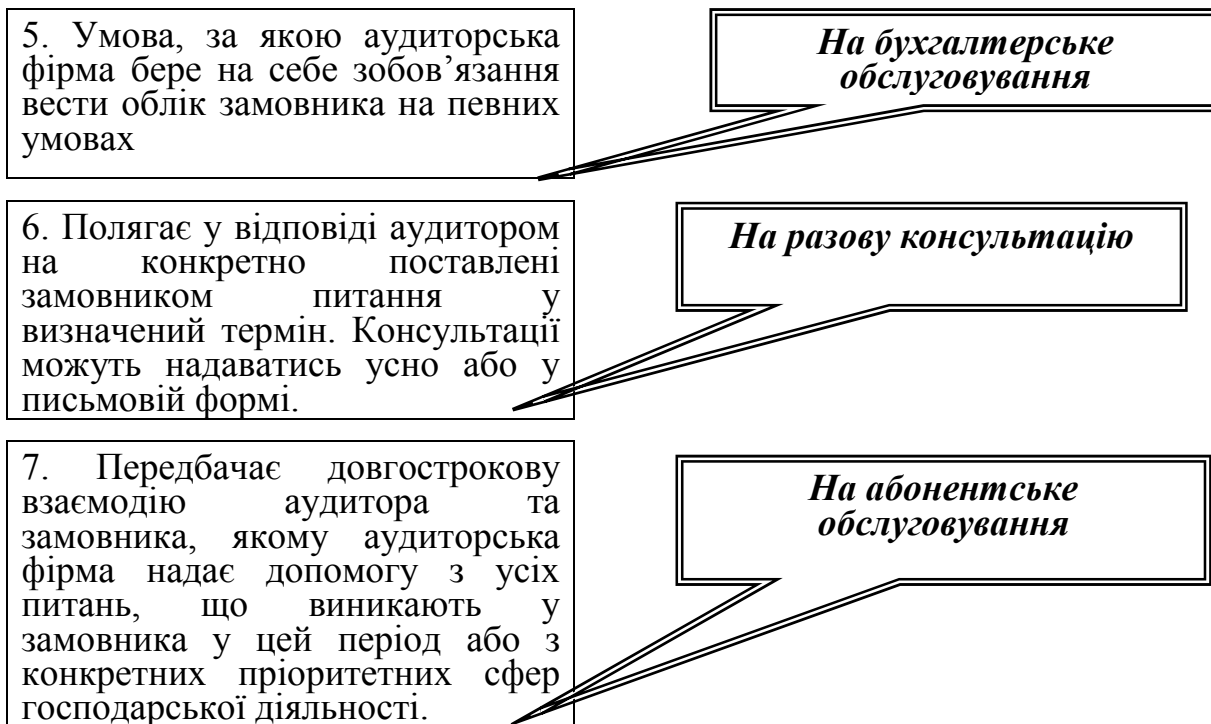 5. Умова, за якою аудиторська
фірма бере на себе зобов’язання
вести облік замовника на певних
умовах
На бухгалтерське
обслуговування
6. Полягає у відповіді аудитором
на конкретно поставлені
замовником питання у
визначений термін. Консультації
можуть надаватись усно або у
письмовій формі.
На разову консультацію
7. Передбачає довгострокову
взаємодію аудитора та
замовника, якому аудиторська
фірма надає допомогу з усіх
питань, що виникають у
замовника у цей період або з
конкретних пріоритетних сфер
господарської діяльності.
На абонентське
обслуговування